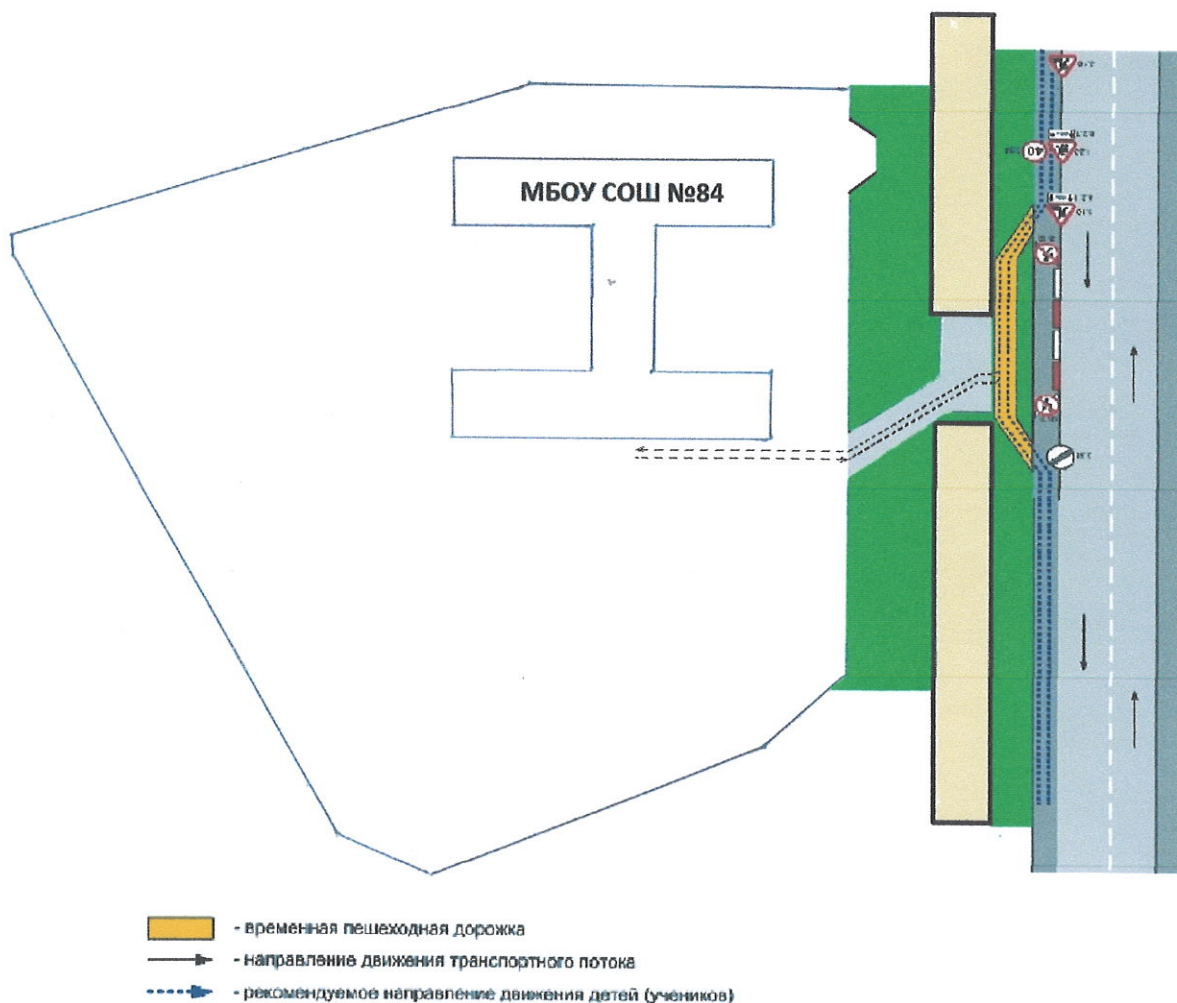 МБОУ СОШ №84
40
- временная пешеходная дорожка
- направление движения транспортного потока
- рекомендуемое направление движения детей (учеников)